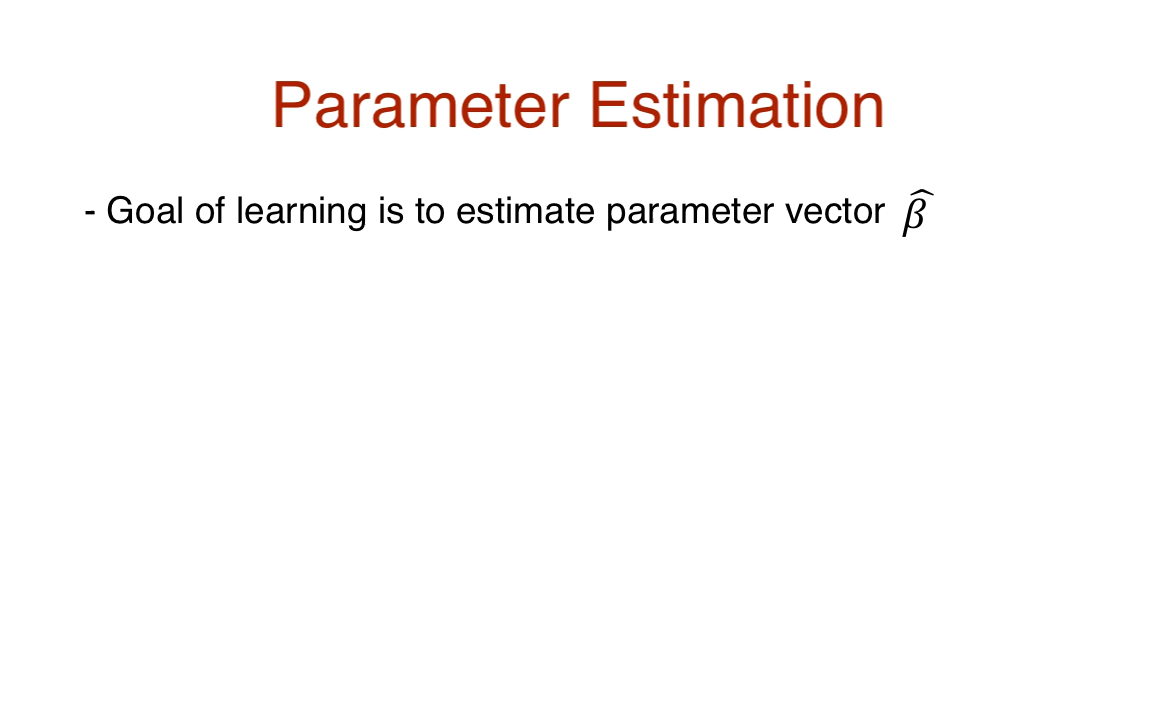 Parameter Estimation
- Goal of learning is to estimate parameter vector β̂